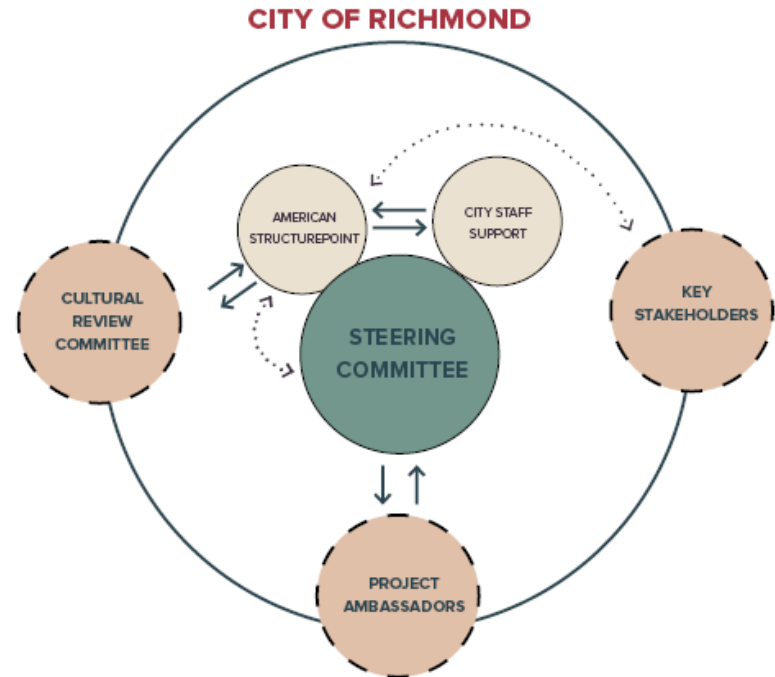 CITY OF RICHMOND
AMERICAN
STRUCTUREPOINT
CITY STAFF
SUPPORT
CULTURAL
REVIEW
COMMITTEE
KEY
STAKEHOLDERS
STEERING
COMMITTEE
PROJECT
AMBASSADORS